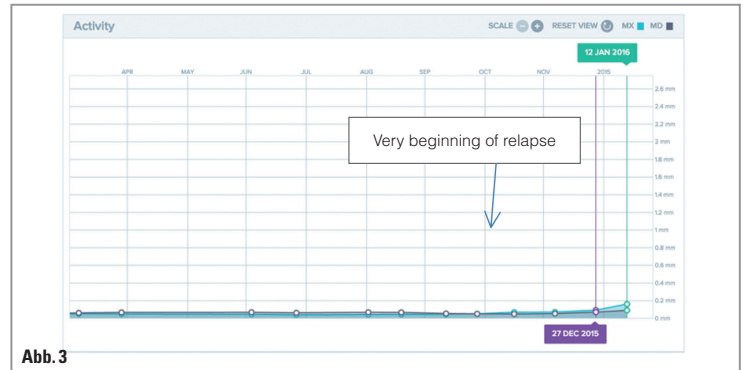 Activity
SCALE RESET VIEW MX MD
12 JAN 2016
APR MAY JUN JUL AUG SEP OCT NOV 2015
2.6 mm
2.4 mm
2.2 mm
2 mm
1.8 mm
1.6 mm
1.4 mm
1.2 mm
1 mm
0.8 mm
0.6 mm
0.4 mm
0.2 mm
0 mm
Very beginning of relapse
27 DEC 2015
Abb. 3